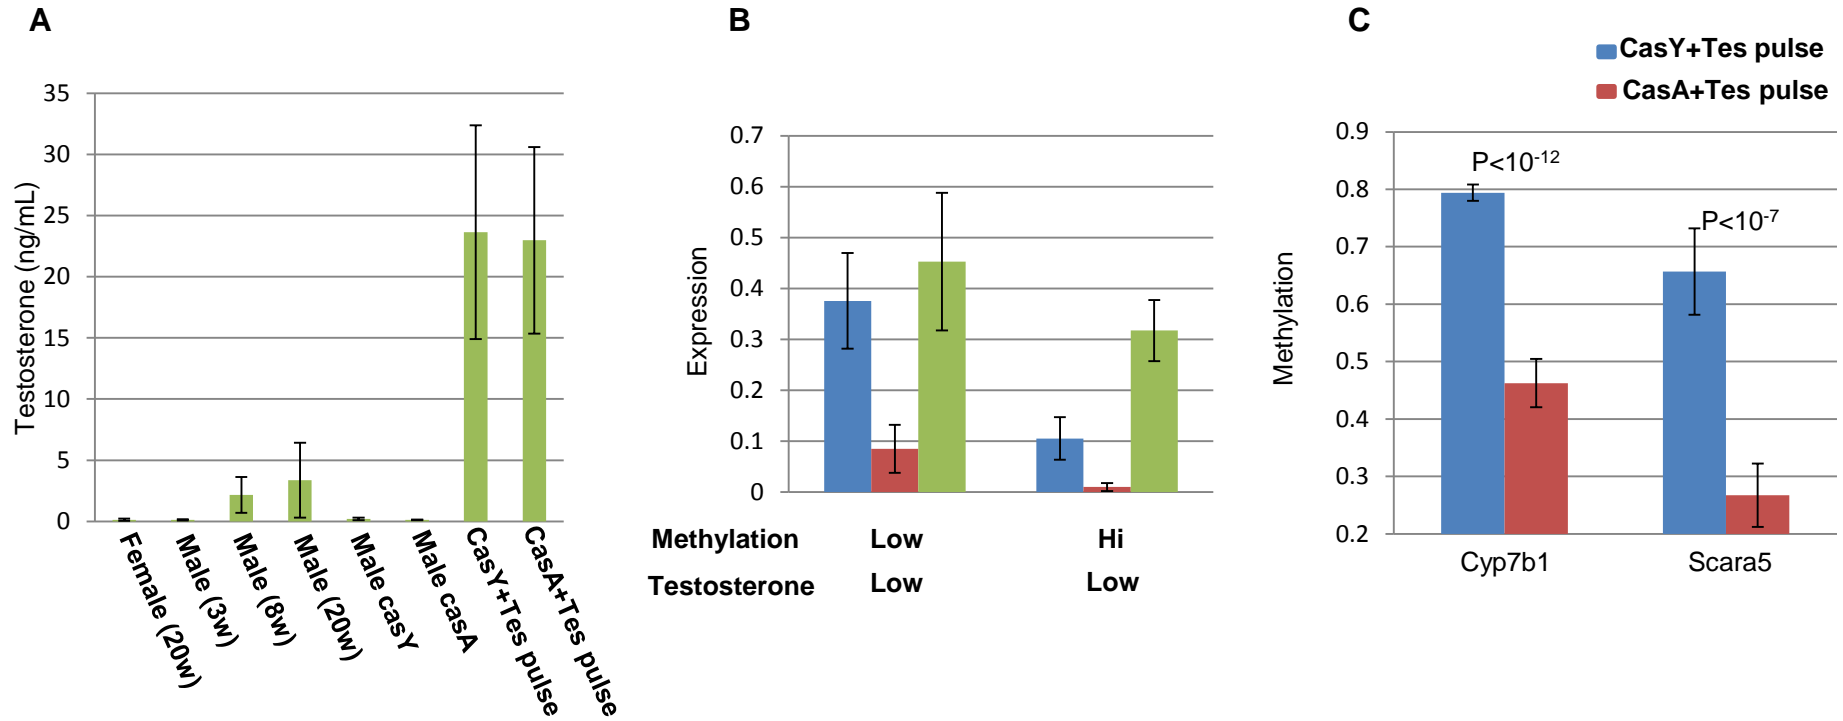 A
35
30
25
20
15
10
5
0
Testosterone (ng/mL)
Female (20w)
Male (3w)
Male (8w)
Male (20w)
Male casY
Male casA
CasY+Tes pulse
CasA+Tes pulse
B
0.7
0.6
0.5
0.4
0.3
0.2
0.1
0
Expression
Methylation Low Hi
Testosterone Low Low
C
CasY+Tes pulse
CasA+Tes pulse
0.9
0.8
0.7
0.6
0.5
0.4
0.3
0.2
Methylation
P<10-12
P<10-7
Cyp7b1 Scara5